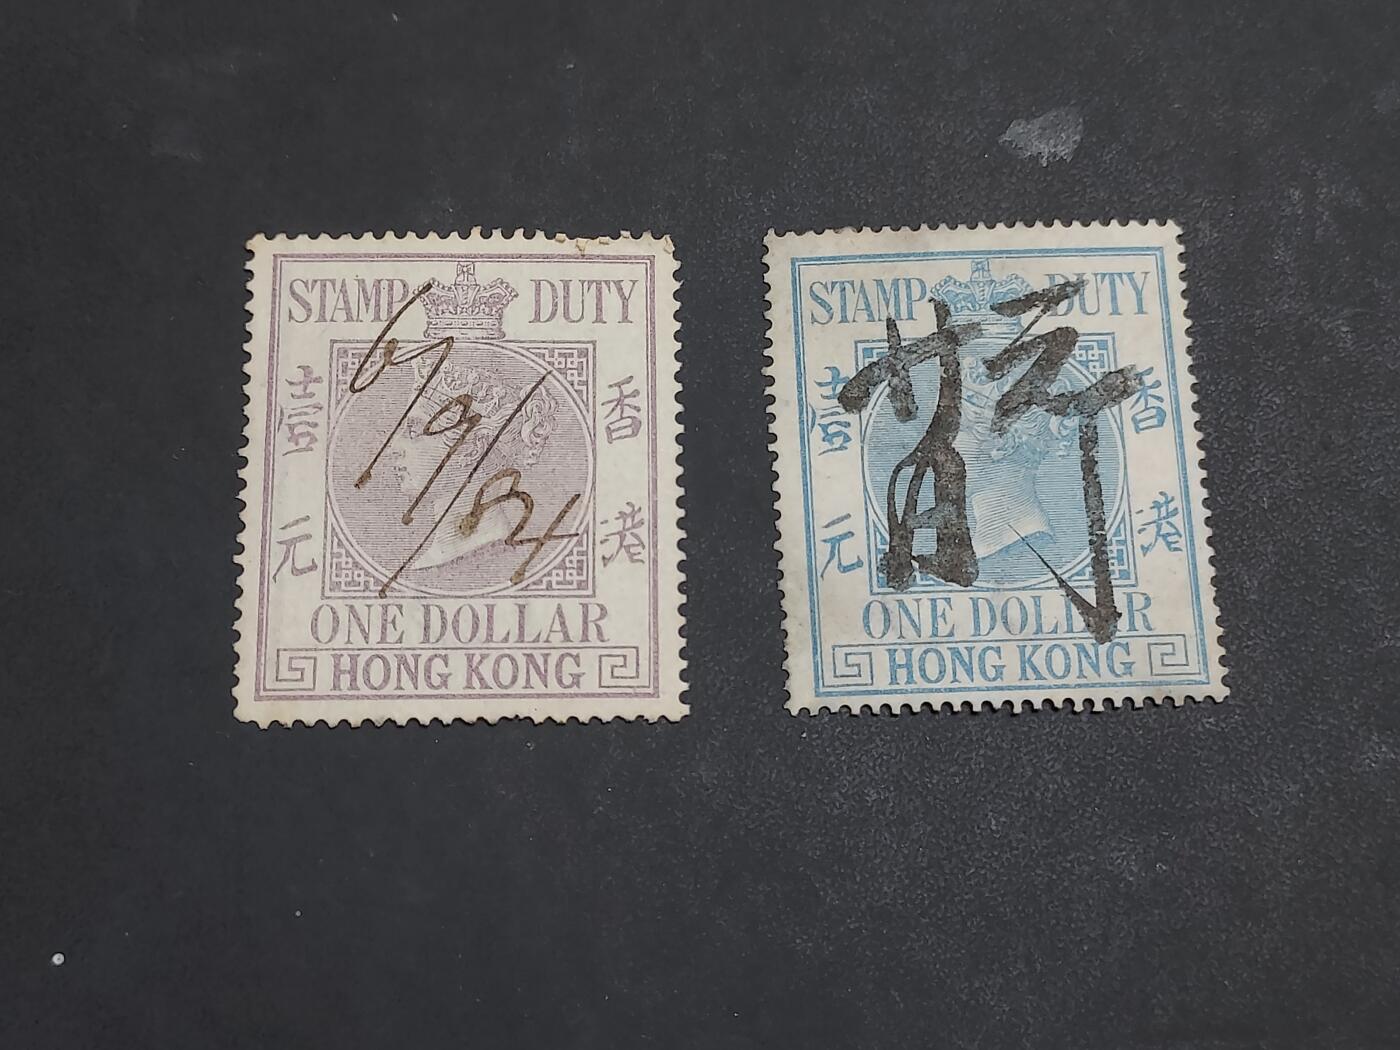 STAMP DUTY
壹元
香港
6/9/84
ONE DOLLAR
HONG KONG
STAMP DUTY
壹元
香港
ONE DOLLAR
HONG KONG